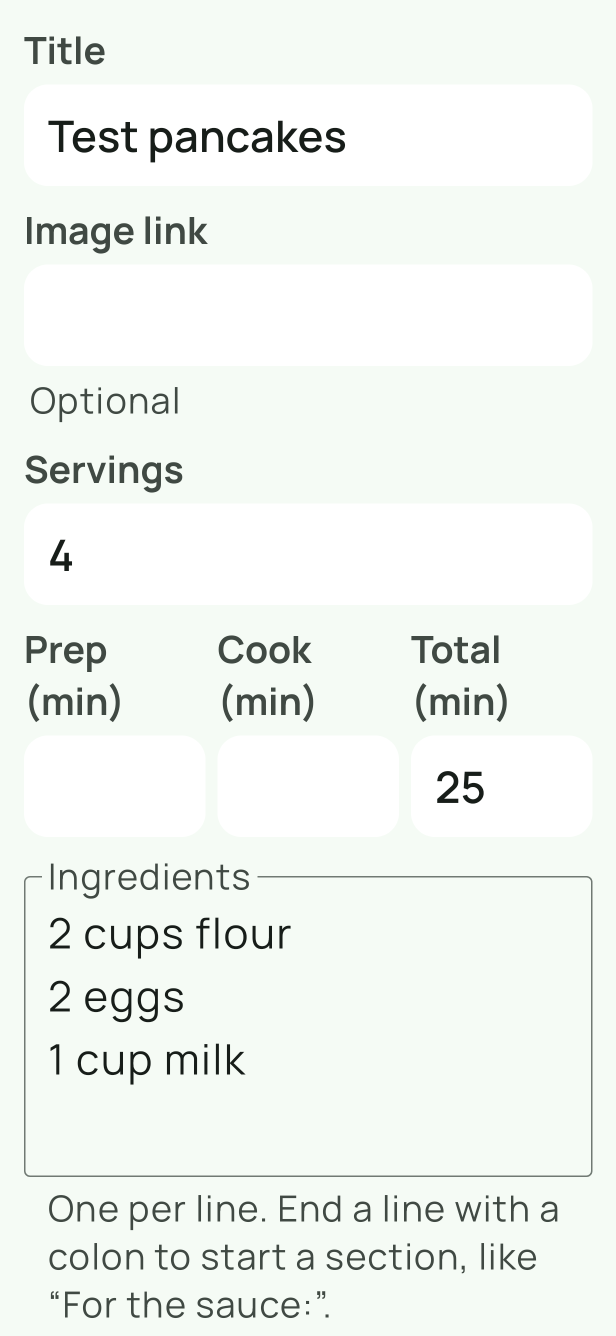 Title
Test pancakes
Image link
Optional
Servings
4
Prep (min)
Cook (min)
Total (min)
25
Ingredients
2 cups flour
2 eggs
1 cup milk
One per line. End a line with a
colon to start a section, like
“For the sauce:”.